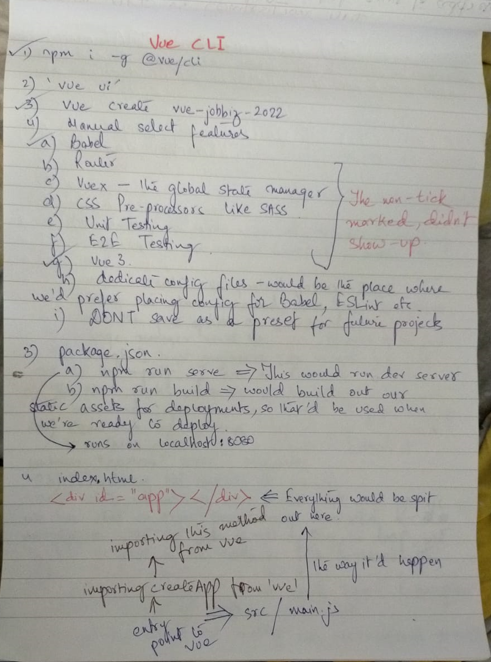 Vue CLI
1) npm i -g @vue/cli
2) 'vue ui'
3) vue create vue-jobbiz-2022
4) Manual select features
a) Babel
b) Router
c) Vuex – the global state manager
d) CSS Pre-processors like SASS
e) Unit Testing
f) E2E Testing
g) Vue 3.
The non-tick
marked, didn't
show-up.
h) dedicate config files – would be the place where
we'd prefer placing config for Babel, ESLint etc.
i) DONT save as a preset for future projects
3) package.json.
a) npm run serve ⇒ This would run dev server
b) npm run build ⇒ would build out our
static assets for deployments, so that'd be used when
we're ready to deploy.
→ runs on localhost:8080
4 index.html.
<div id = "app"></div> ⇐ Everything would be spit
out here.
importing this method
from vue
importing createApp from 'vue'
the way it'd happen
entry
point to
vue
⇒ src / main.js